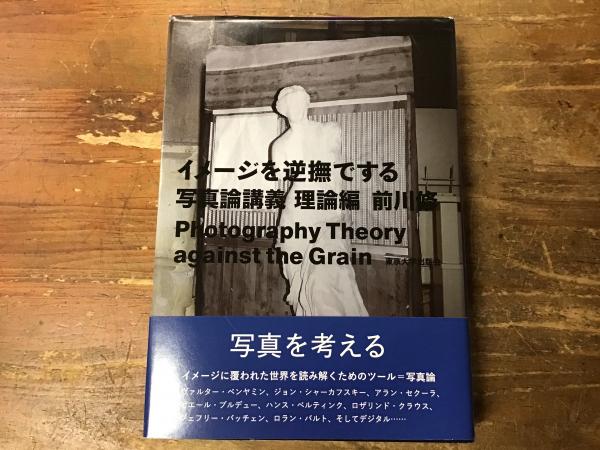 イメージを逆撫でする
写真論講義 理論編 前川修
Photography Theory
against the Grain 東京大学出版会
写真を考える
イメージに覆われた世界を読み解くためのツール=写真論
ヴァルター・ベンヤミン、ジョン・シャーカフスキー、アラン・セクーラ、
ピエール・ブルデュー、ハンス・ベルティンク、ロザリンド・クラウス、
ジェフリー・バッチェン、ロラン・バルト、そしてデジタル……